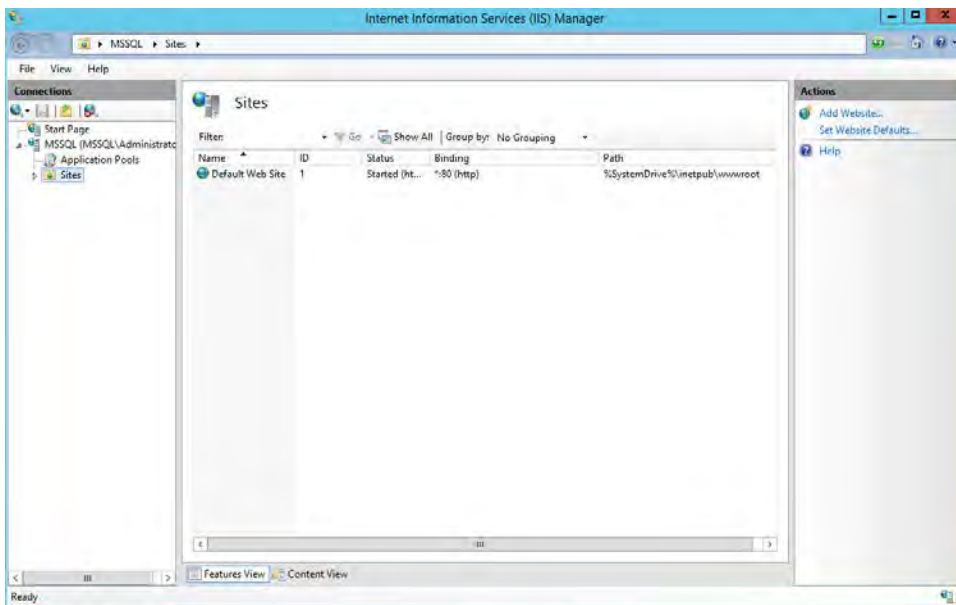 Internet Information Services (IIS) Manager
MSSQL Sites
File View Help
Connections
Start Page
MSSQL (MSSQL\Administratc
Application Pools
Sites
Sites
Filter: Go Show All Group by: No Grouping
Name ID Status Binding Path
Default Web Site 1 Started (ht... *:80 (http) %SystemDrive%\inetpub\wwwroot
Features View Content View
Actions
Add Website...
Set Website Defaults...
Help
Ready